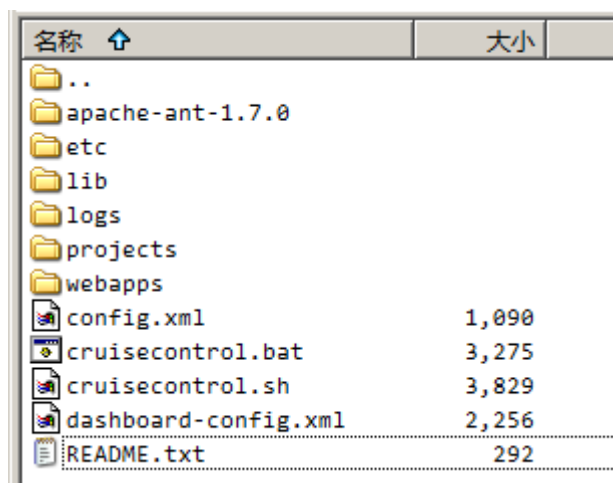 名称 大小
..
apache-ant-1.7.0
etc
lib
logs
projects
webapps
config.xml 1,090
cruisecontrol.bat 3,275
cruisecontrol.sh 3,829
dashboard-config.xml 2,256
README.txt 292